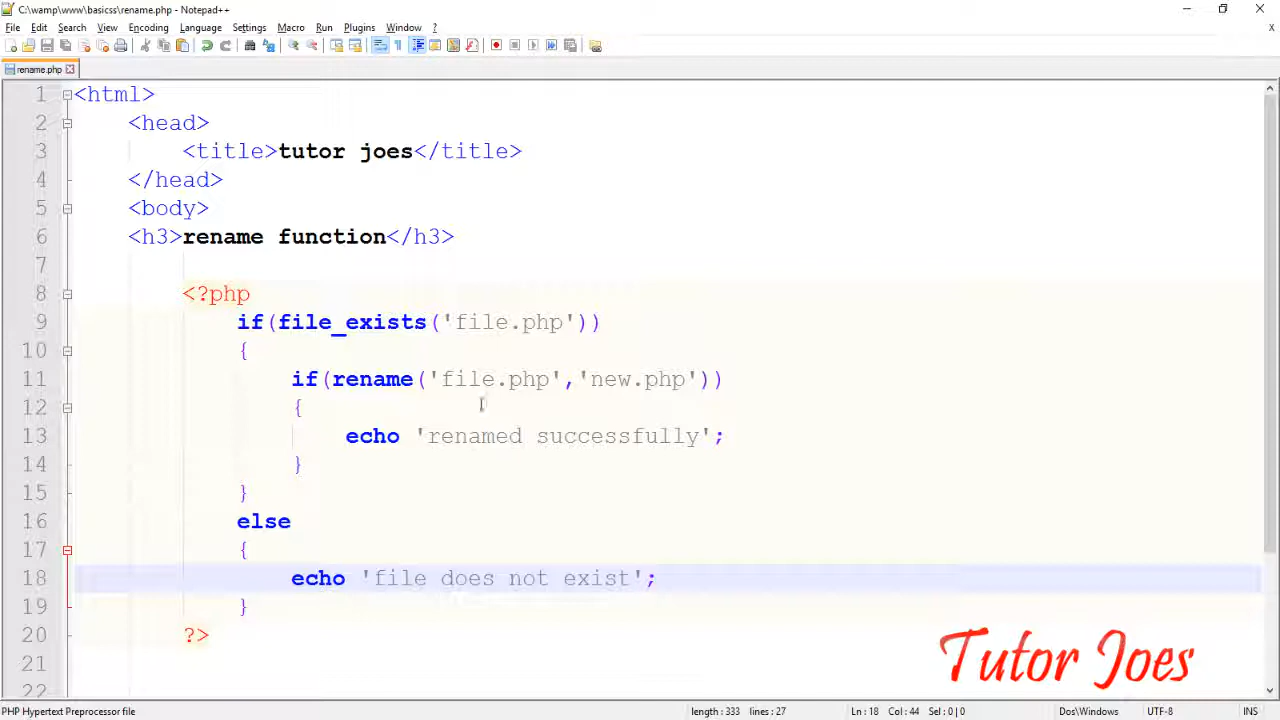 C:\wamp\www\basicss\rename.php - Notepad++
File Edit Search View Encoding Language Settings Macro Run Plugins Window ?
rename.php
1 <html>
2 <head>
3 <title>tutor joes</title>
4 </head>
5 <body>
6 <h3>rename function</h3>
7
8 <?php
9 if(file_exists('file.php'))
10 {
11 if(rename('file.php','new.php'))
12 {
13 echo 'renamed successfully';
14 }
15 }
16 else
17 {
18 echo 'file does not exist';
19 }
20 ?>
21
22
Tutor Joes
PHP Hypertext Preprocessor file length : 333 lines : 27 Ln : 18 Col : 44 Sel : 0 | 0 Dos\Windows UTF-8 INS